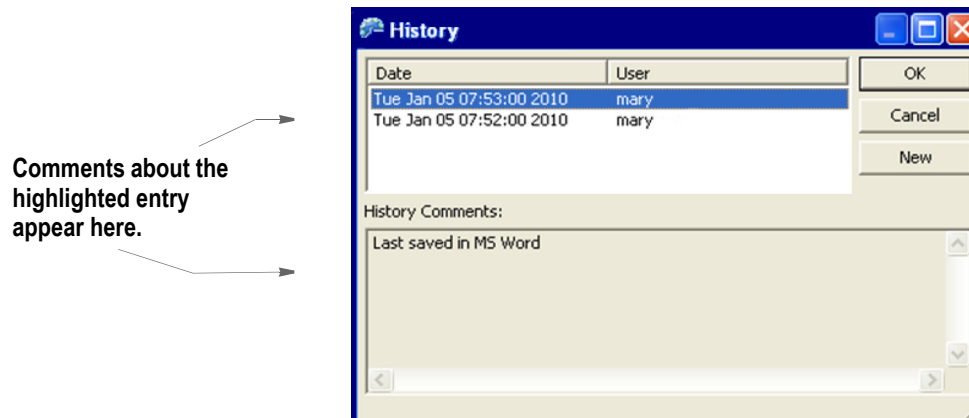 History
Date User
OK
Tue Jan 05 07:53:00 2010 mary
Tue Jan 05 07:52:00 2010 mary
Cancel
New
Comments about the
highlighted entry
appear here.
History Comments:
Last saved in MS Word